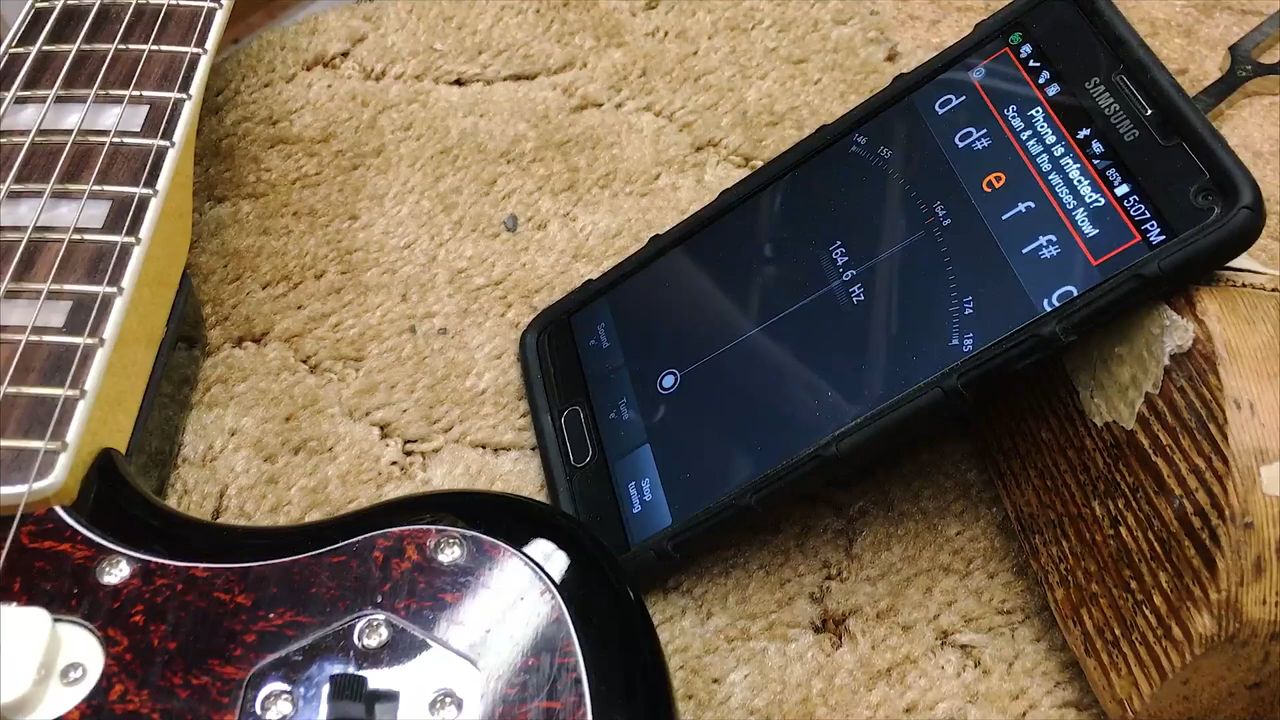 SAMSUNG
85% 5:07 PM
Phone is infected?
Scan & kill the viruses Now!
d d# e f f# g
146 155 164.8 174 185
164.6 Hz
Sound
e'
Tune
e'
Stop
tuning